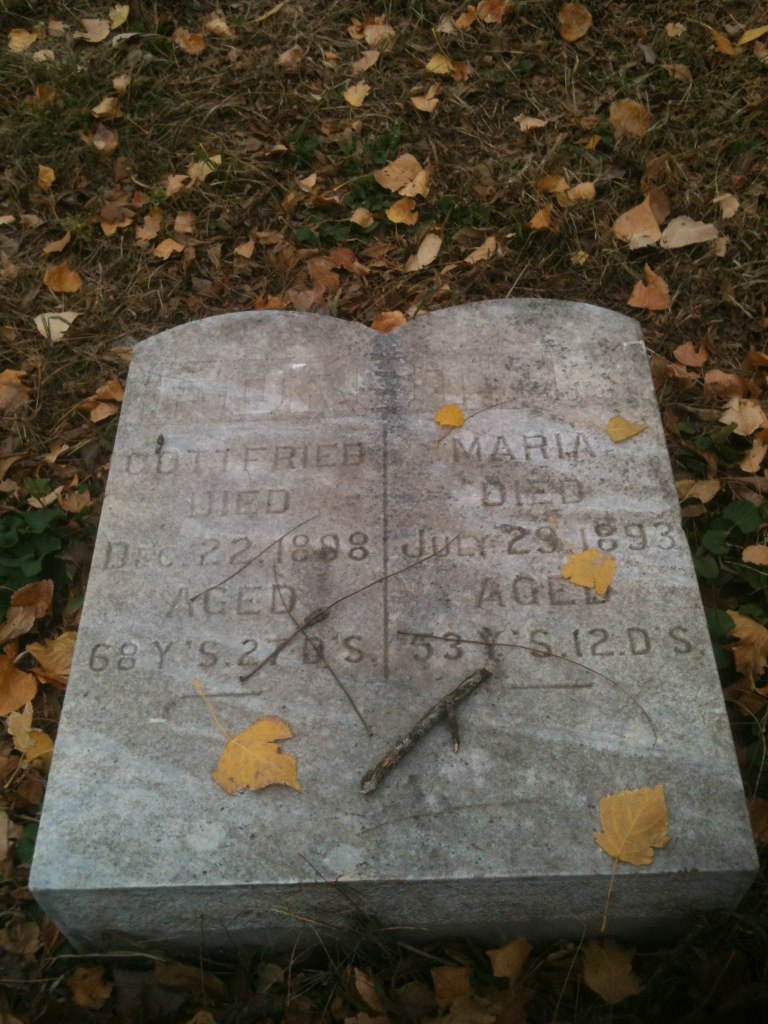 GOTTFRIED
DIED
DEC. 22. 1898
AGED
68 Y'S. 27 D'S.
MARIA
DIED
JULY 29. 1893
AGED
53 Y'S. 12. D S.